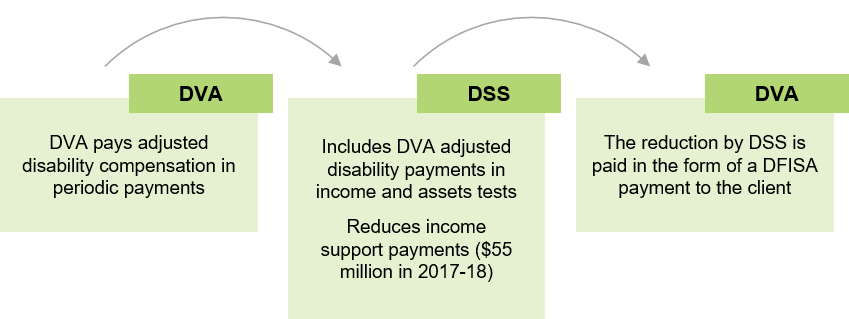 DVA
DVA pays adjusted
disability compensation in
periodic payments
DSS
Includes DVA adjusted
disability payments in
income and assets tests
Reduces income
support payments ($55
million in 2017-18)
DVA
The reduction by DSS is
paid in the form of a DFISA
payment to the client